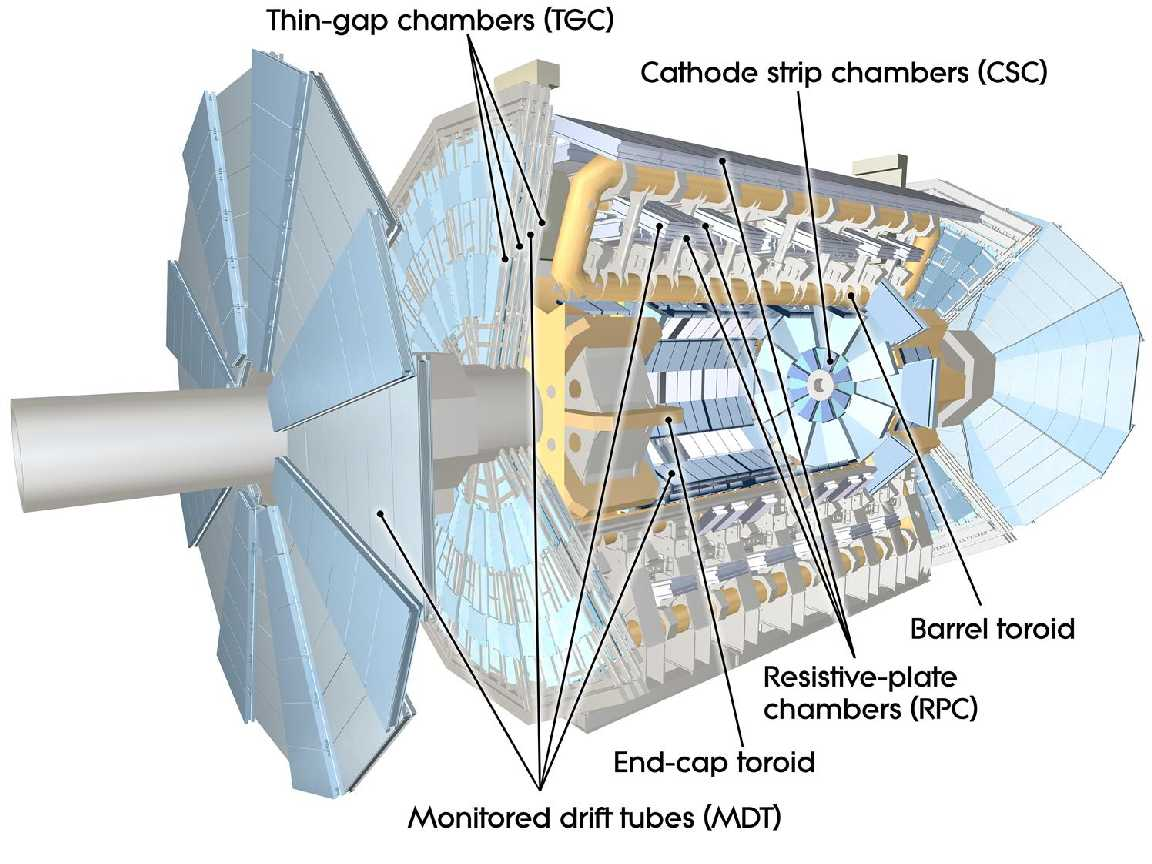 Thin-gap chambers (TGC)
Cathode strip chambers (CSC)
Barrel toroid
Resistive-plate
chambers (RPC)
End-cap toroid
Monitored drift tubes (MDT)